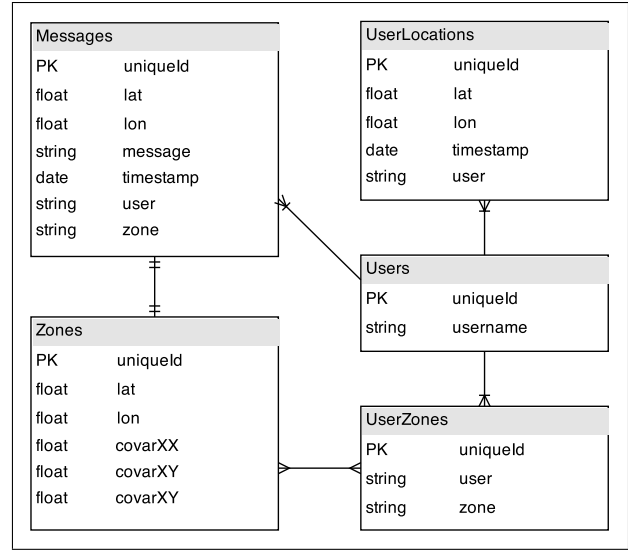 Messages
PK uniqueId
float lat
float lon
string message
date timestamp
string user
string zone
UserLocations
PK uniqueId
float lat
float lon
date timestamp
string user
Users
PK uniqueId
string username
Zones
PK uniqueId
float lat
float lon
float covarXX
float covarXY
float covarXY
UserZones
PK uniqueId
string user
string zone